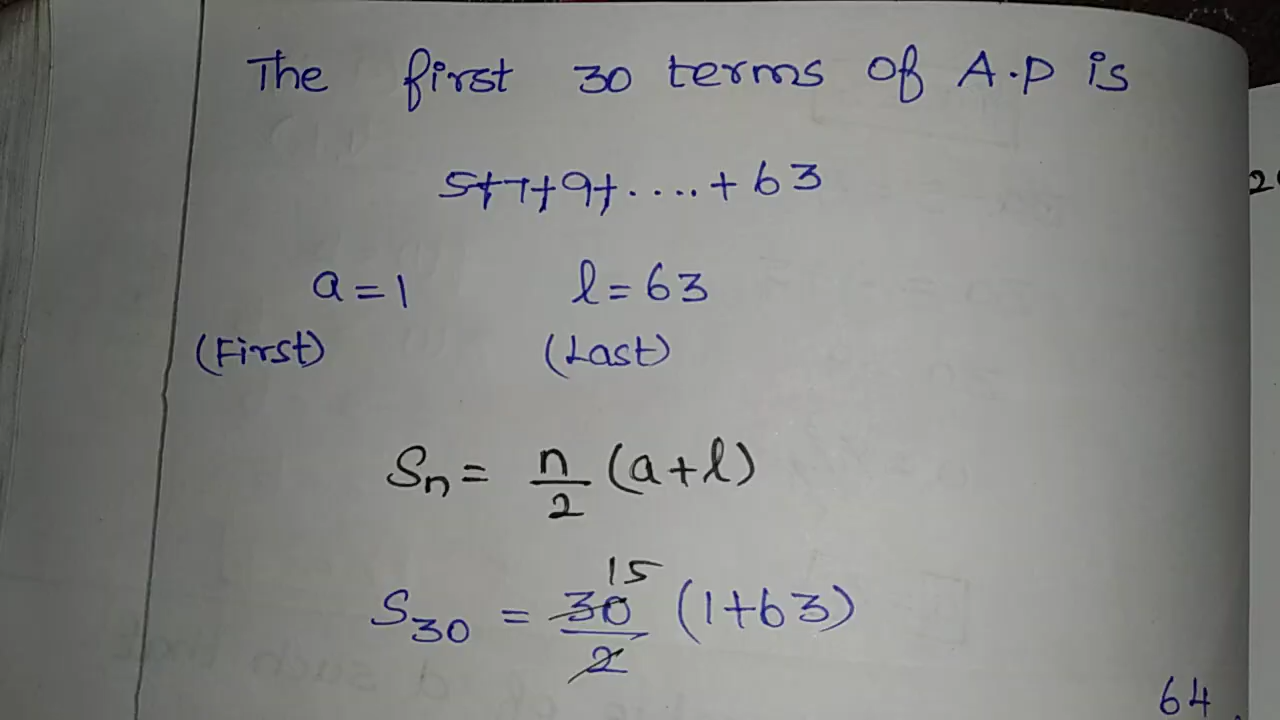 The first 30 terms of A.P is
5+7+9+.....+63
a=1 l=63
(First) (Last)
Sn= n/2 (a+l)
15
S30 = 30/2 (1+63)
64